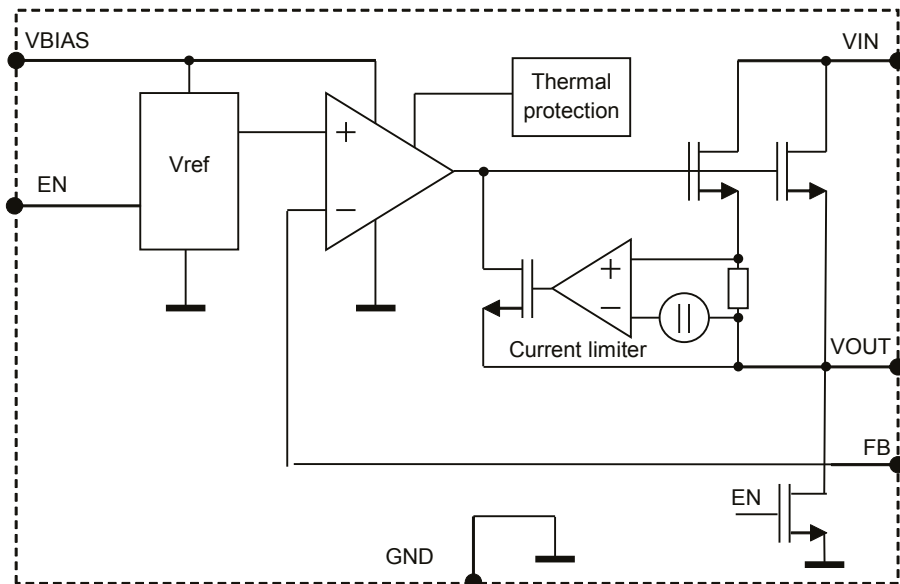 VBIAS
VIN
Thermal
protection
+
Vref
EN
−
+
−
Current limiter
VOUT
FB
EN
GND